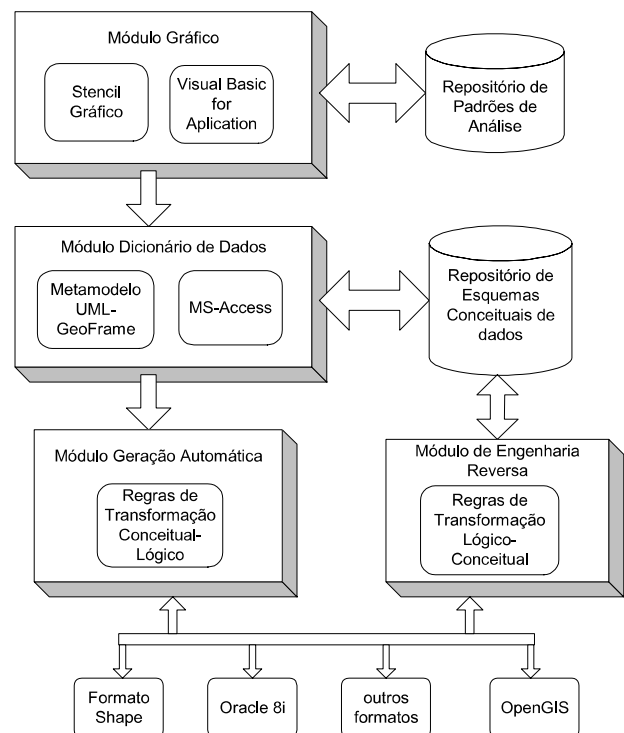 Módulo Gráfico
Stencil
Gráfico
Visual Basic
for
Aplication
Repositório de
Padrões de
Análise
Módulo Dicionário de Dados
Metamodelo
UML-
GeoFrame
MS-Access
Repositório de
Esquemas
Conceituais de
dados
Módulo Geração Automática
Regras de
Transformação
Conceitual-
Lógico
Módulo de Engenharia
Reversa
Regras de
Transformação
Lógico-
Conceitual
Formato
Shape
Oracle 8i
outros
formatos
OpenGIS